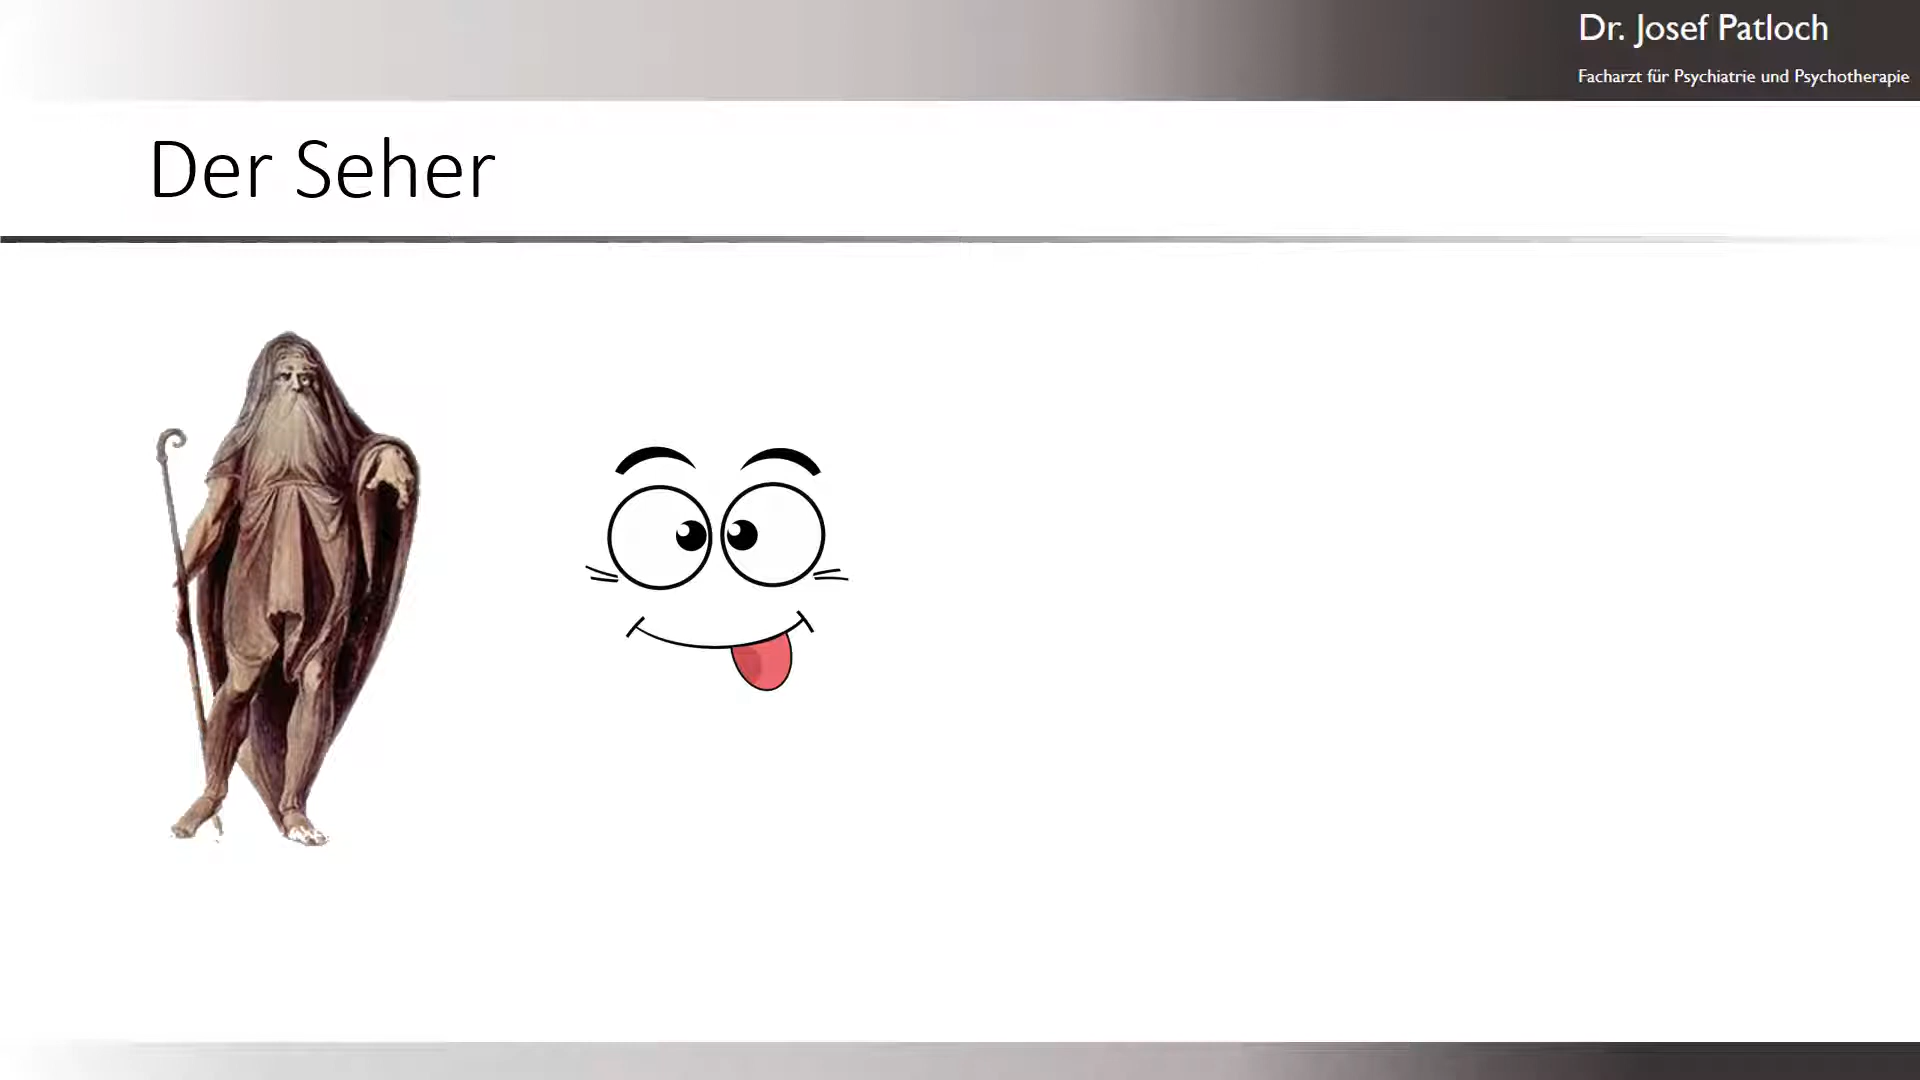 Dr. Josef Patloch
Facharzt für Psychiatrie und Psychotherapie
Der Seher